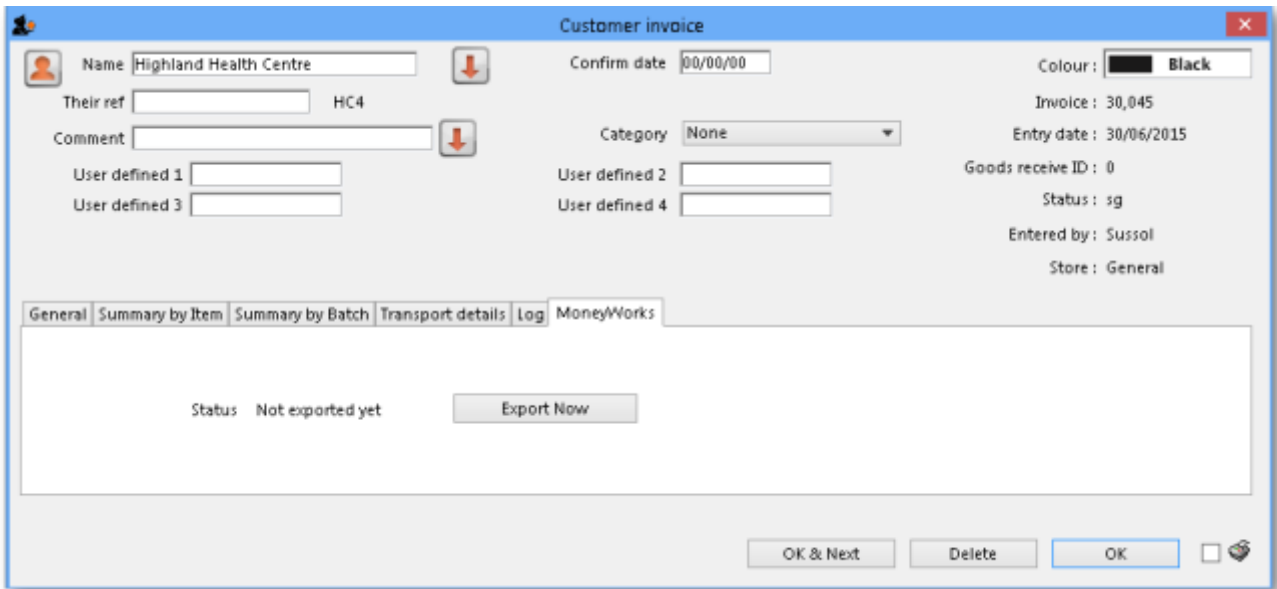 Customer invoice
Name Highland Health Centre Confirm date 00/00/00 Colour : Black
Their ref HC4 Invoice : 30,045
Comment Category None Entry date : 30/06/2015
User defined 1 User defined 2 Goods receive ID : 0
User defined 3 User defined 4 Status : sg
Entered by : Sussol
Store : General
General Summary by Item Summary by Batch Transport details Log MoneyWorks
Status Not exported yet Export Now
OK & Next Delete OK